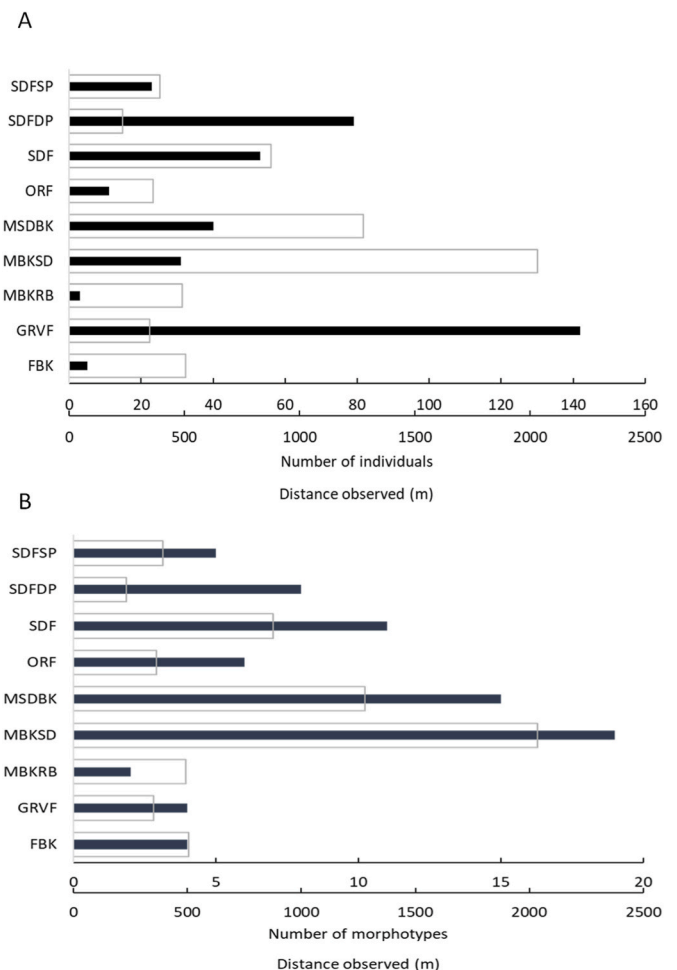 A
SDFSP
SDFDP
SDF
ORF
MSDBK
MBKSD
MBKRB
GRVF
FBK
0 20 40 60 80 100 120 140 160
0 500 1000 1500 2000 2500
Number of individuals
Distance observed (m)
B
SDFSP
SDFDP
SDF
ORF
MSDBK
MBKSD
MBKRB
GRVF
FBK
0 5 10 15 20
0 500 1000 1500 2000 2500
Number of morphotypes
Distance observed (m)